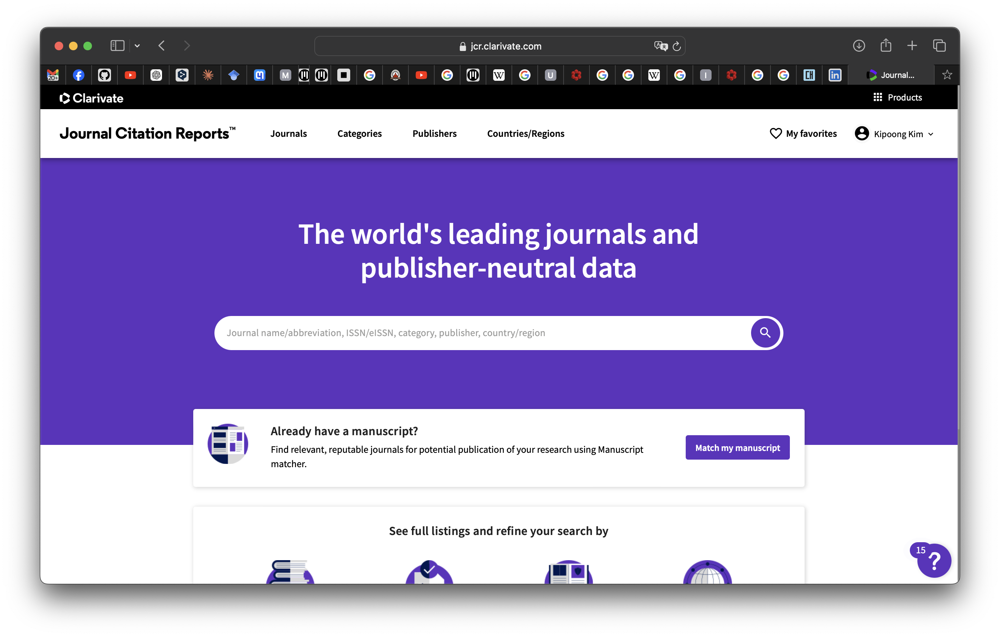 jcr.clarivate.com
20+
M
W
U
W
I
CH
in
Journal...
Clarivate
Products
Journal Citation Reports™
Journals
Categories
Publishers
Countries/Regions
My favorites
Kipoong Kim
The world's leading journals and
publisher-neutral data
Journal name/abbreviation, ISSN/eISSN, category, publisher, country/region
Already have a manuscript?
Find relevant, reputable journals for potential publication of your research using Manuscript
matcher.
Match my manuscript
See full listings and refine your search by
15
?